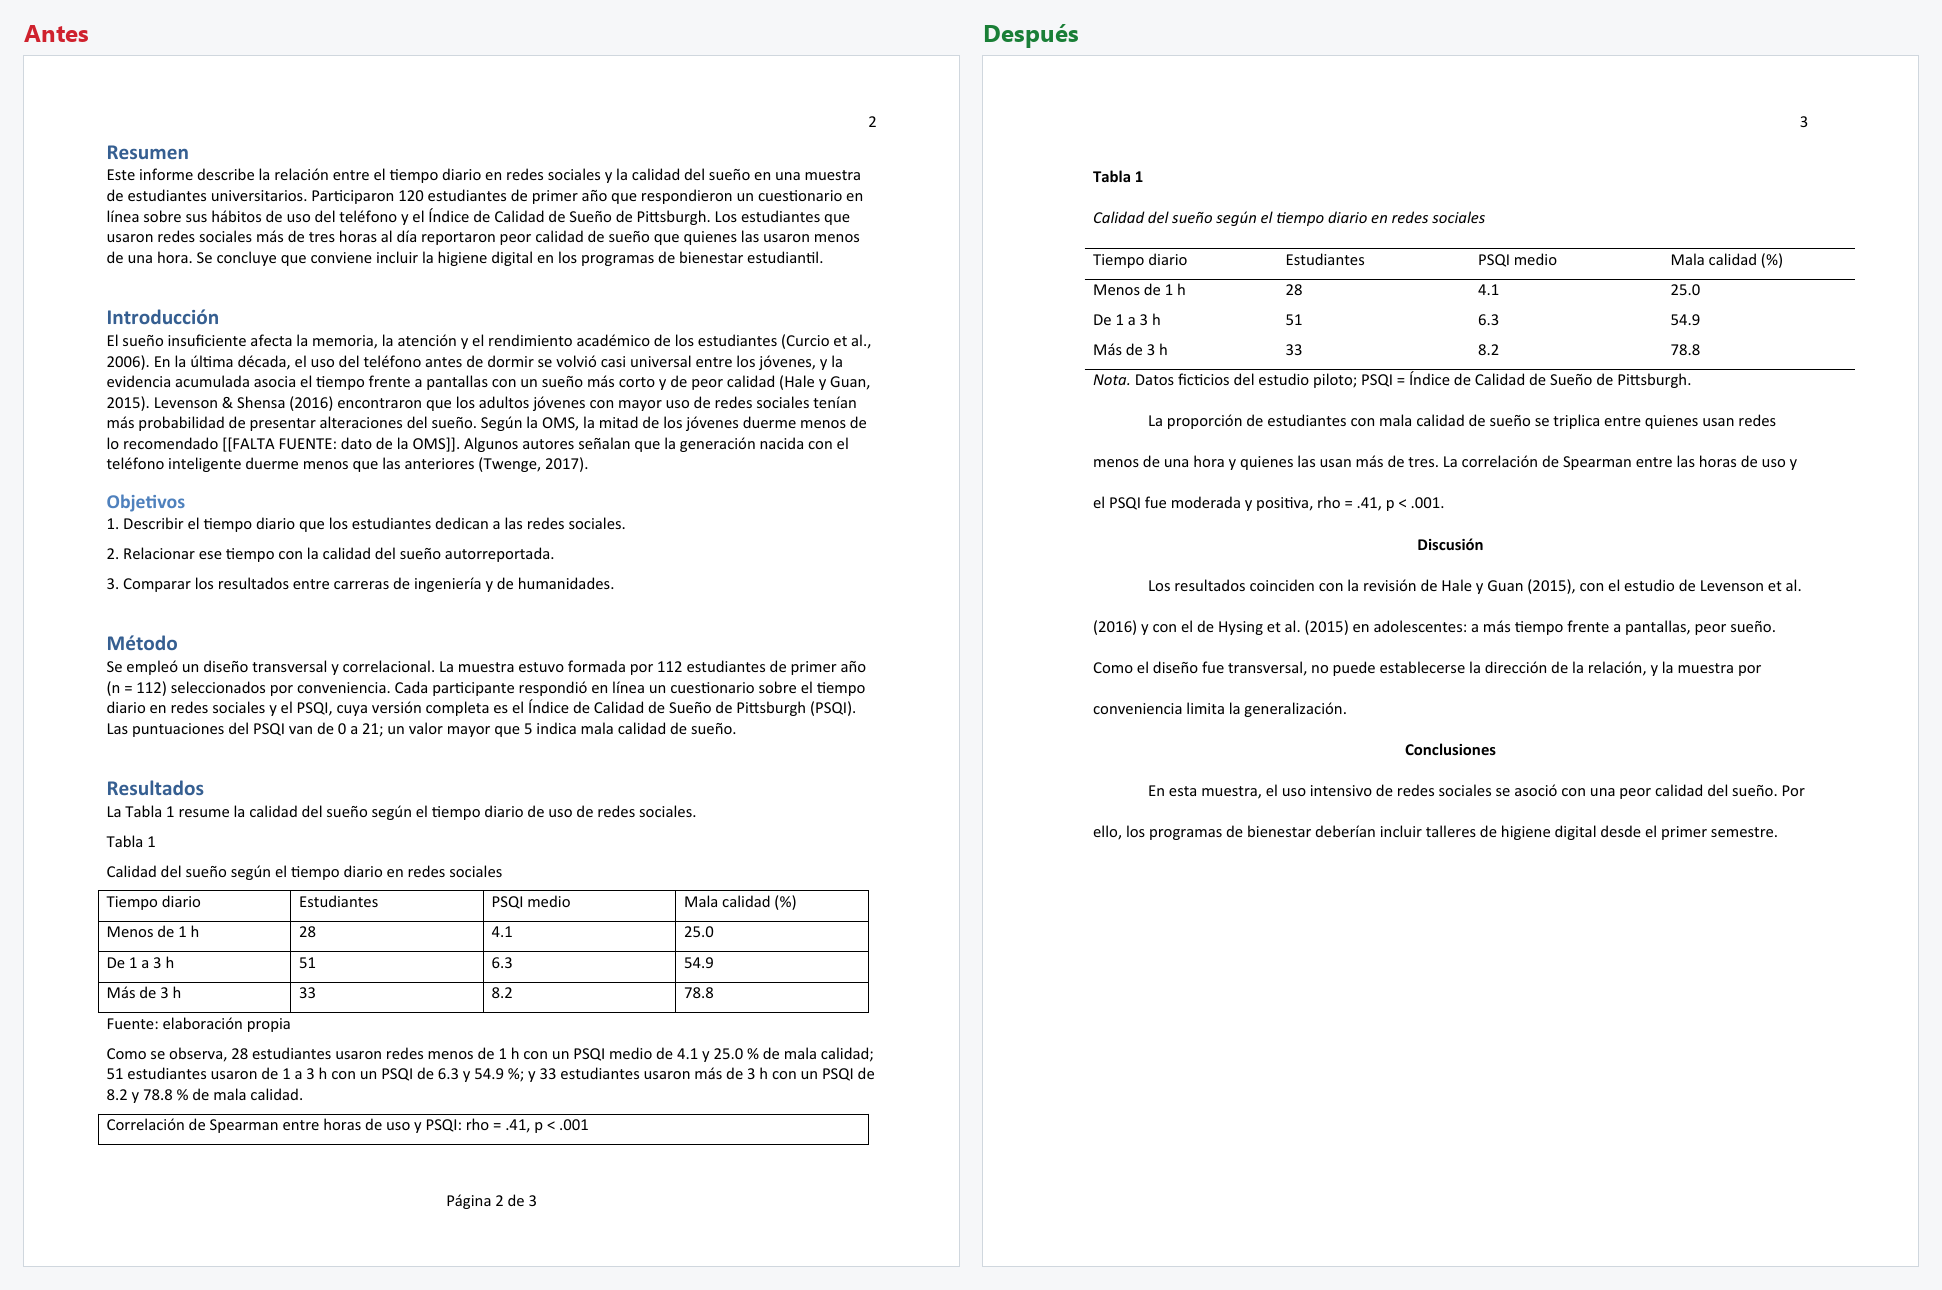 Antes
2
Resumen
Este informe describe la relación entre el tiempo diario en redes sociales y la calidad del sueño en una muestra
de estudiantes universitarios. Participaron 120 estudiantes de primer año que respondieron un cuestionario en
línea sobre sus hábitos de uso del teléfono y el Índice de Calidad de Sueño de Pittsburgh. Los estudiantes que
usaron redes sociales más de tres horas al día reportaron peor calidad de sueño que quienes las usaron menos
de una hora. Se concluye que conviene incluir la higiene digital en los programas de bienestar estudiantil.
Introducción
El sueño insuficiente afecta la memoria, la atención y el rendimiento académico de los estudiantes (Curcio et al.,
2006). En la última década, el uso del teléfono antes de dormir se volvió casi universal entre los jóvenes, y la
evidencia acumulada asocia el tiempo frente a pantallas con un sueño más corto y de peor calidad (Hale y Guan,
2015). Levenson & Shensa (2016) encontraron que los adultos jóvenes con mayor uso de redes sociales tenían
más probabilidad de presentar alteraciones del sueño. Según la OMS, la mitad de los jóvenes duerme menos de
lo recomendado [[FALTA FUENTE: dato de la OMS]]. Algunos autores señalan que la generación nacida con el
teléfono inteligente duerme menos que las anteriores (Twenge, 2017).
Objetivos
1. Describir el tiempo diario que los estudiantes dedican a las redes sociales.
2. Relacionar ese tiempo con la calidad del sueño autorreportada.
3. Comparar los resultados entre carreras de ingeniería y de humanidades.
Método
Se empleó un diseño transversal y correlacional. La muestra estuvo formada por 112 estudiantes de primer año
(n = 112) seleccionados por conveniencia. Cada participante respondió en línea un cuestionario sobre el tiempo
diario en redes sociales y el PSQI, cuya versión completa es el Índice de Calidad de Sueño de Pittsburgh (PSQI).
Las puntuaciones del PSQI van de 0 a 21; un valor mayor que 5 indica mala calidad de sueño.
Resultados
La Tabla 1 resume la calidad del sueño según el tiempo diario de uso de redes sociales.
Tabla 1
Calidad del sueño según el tiempo diario en redes sociales
Tiempo diario Estudiantes PSQI medio Mala calidad (%)
Menos de 1 h 28 4.1 25.0
De 1 a 3 h 51 6.3 54.9
Más de 3 h 33 8.2 78.8
Fuente: elaboración propia
Como se observa, 28 estudiantes usaron redes menos de 1 h con un PSQI medio de 4.1 y 25.0 % de mala calidad;
51 estudiantes usaron de 1 a 3 h con un PSQI de 6.3 y 54.9 %; y 33 estudiantes usaron más de 3 h con un PSQI de
8.2 y 78.8 % de mala calidad.
Correlación de Spearman entre horas de uso y PSQI: rho = .41, p < .001
Página 2 de 3
Después
3
Tabla 1
Calidad del sueño según el tiempo diario en redes sociales
Tiempo diario Estudiantes PSQI medio Mala calidad (%)
Menos de 1 h 28 4.1 25.0
De 1 a 3 h 51 6.3 54.9
Más de 3 h 33 8.2 78.8
Nota. Datos ficticios del estudio piloto; PSQI = Índice de Calidad de Sueño de Pittsburgh.
La proporción de estudiantes con mala calidad de sueño se triplica entre quienes usan redes
menos de una hora y quienes las usan más de tres. La correlación de Spearman entre las horas de uso y
el PSQI fue moderada y positiva, rho = .41, p < .001.
Discusión
Los resultados coinciden con la revisión de Hale y Guan (2015), con el estudio de Levenson et al.
(2016) y con el de Hysing et al. (2015) en adolescentes: a más tiempo frente a pantallas, peor sueño.
Como el diseño fue transversal, no puede establecerse la dirección de la relación, y la muestra por
conveniencia limita la generalización.
Conclusiones
En esta muestra, el uso intensivo de redes sociales se asoció con una peor calidad del sueño. Por
ello, los programas de bienestar deberían incluir talleres de higiene digital desde el primer semestre.